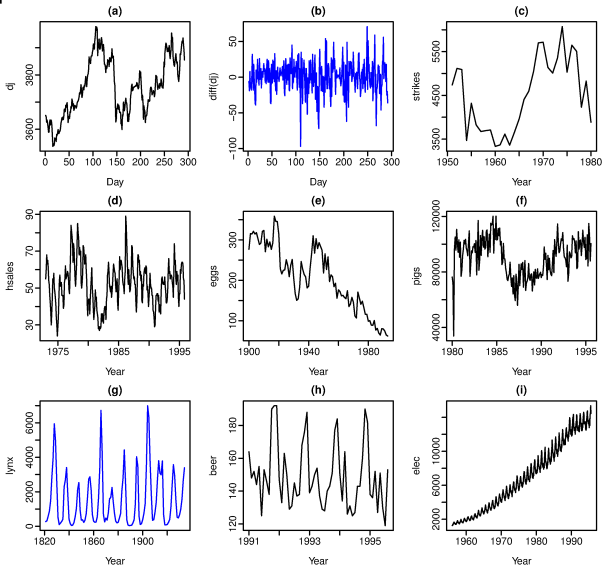 (a) (b) (c)
dj 3600 3800
0 50 100 150 200 250 300
Day
diff(dj) −100 −50 0 50
0 50 100 150 200 250 300
Day
strikes 3500 4500 5500
1950 1960 1970 1980
Year
(d) (e) (f)
hsales 30 50 70 90
1975 1985 1995
Year
eggs 100 200 300
1900 1940 1980
Year
pigs 40000 80000 120000
1980 1985 1990 1995
Year
(g) (h) (i)
lynx 0 2000 4000 6000
1820 1860 1900
Year
beer 120 140 160 180
1991 1993 1995
Year
elec 2000 6000 10000
1960 1970 1980 1990
Year